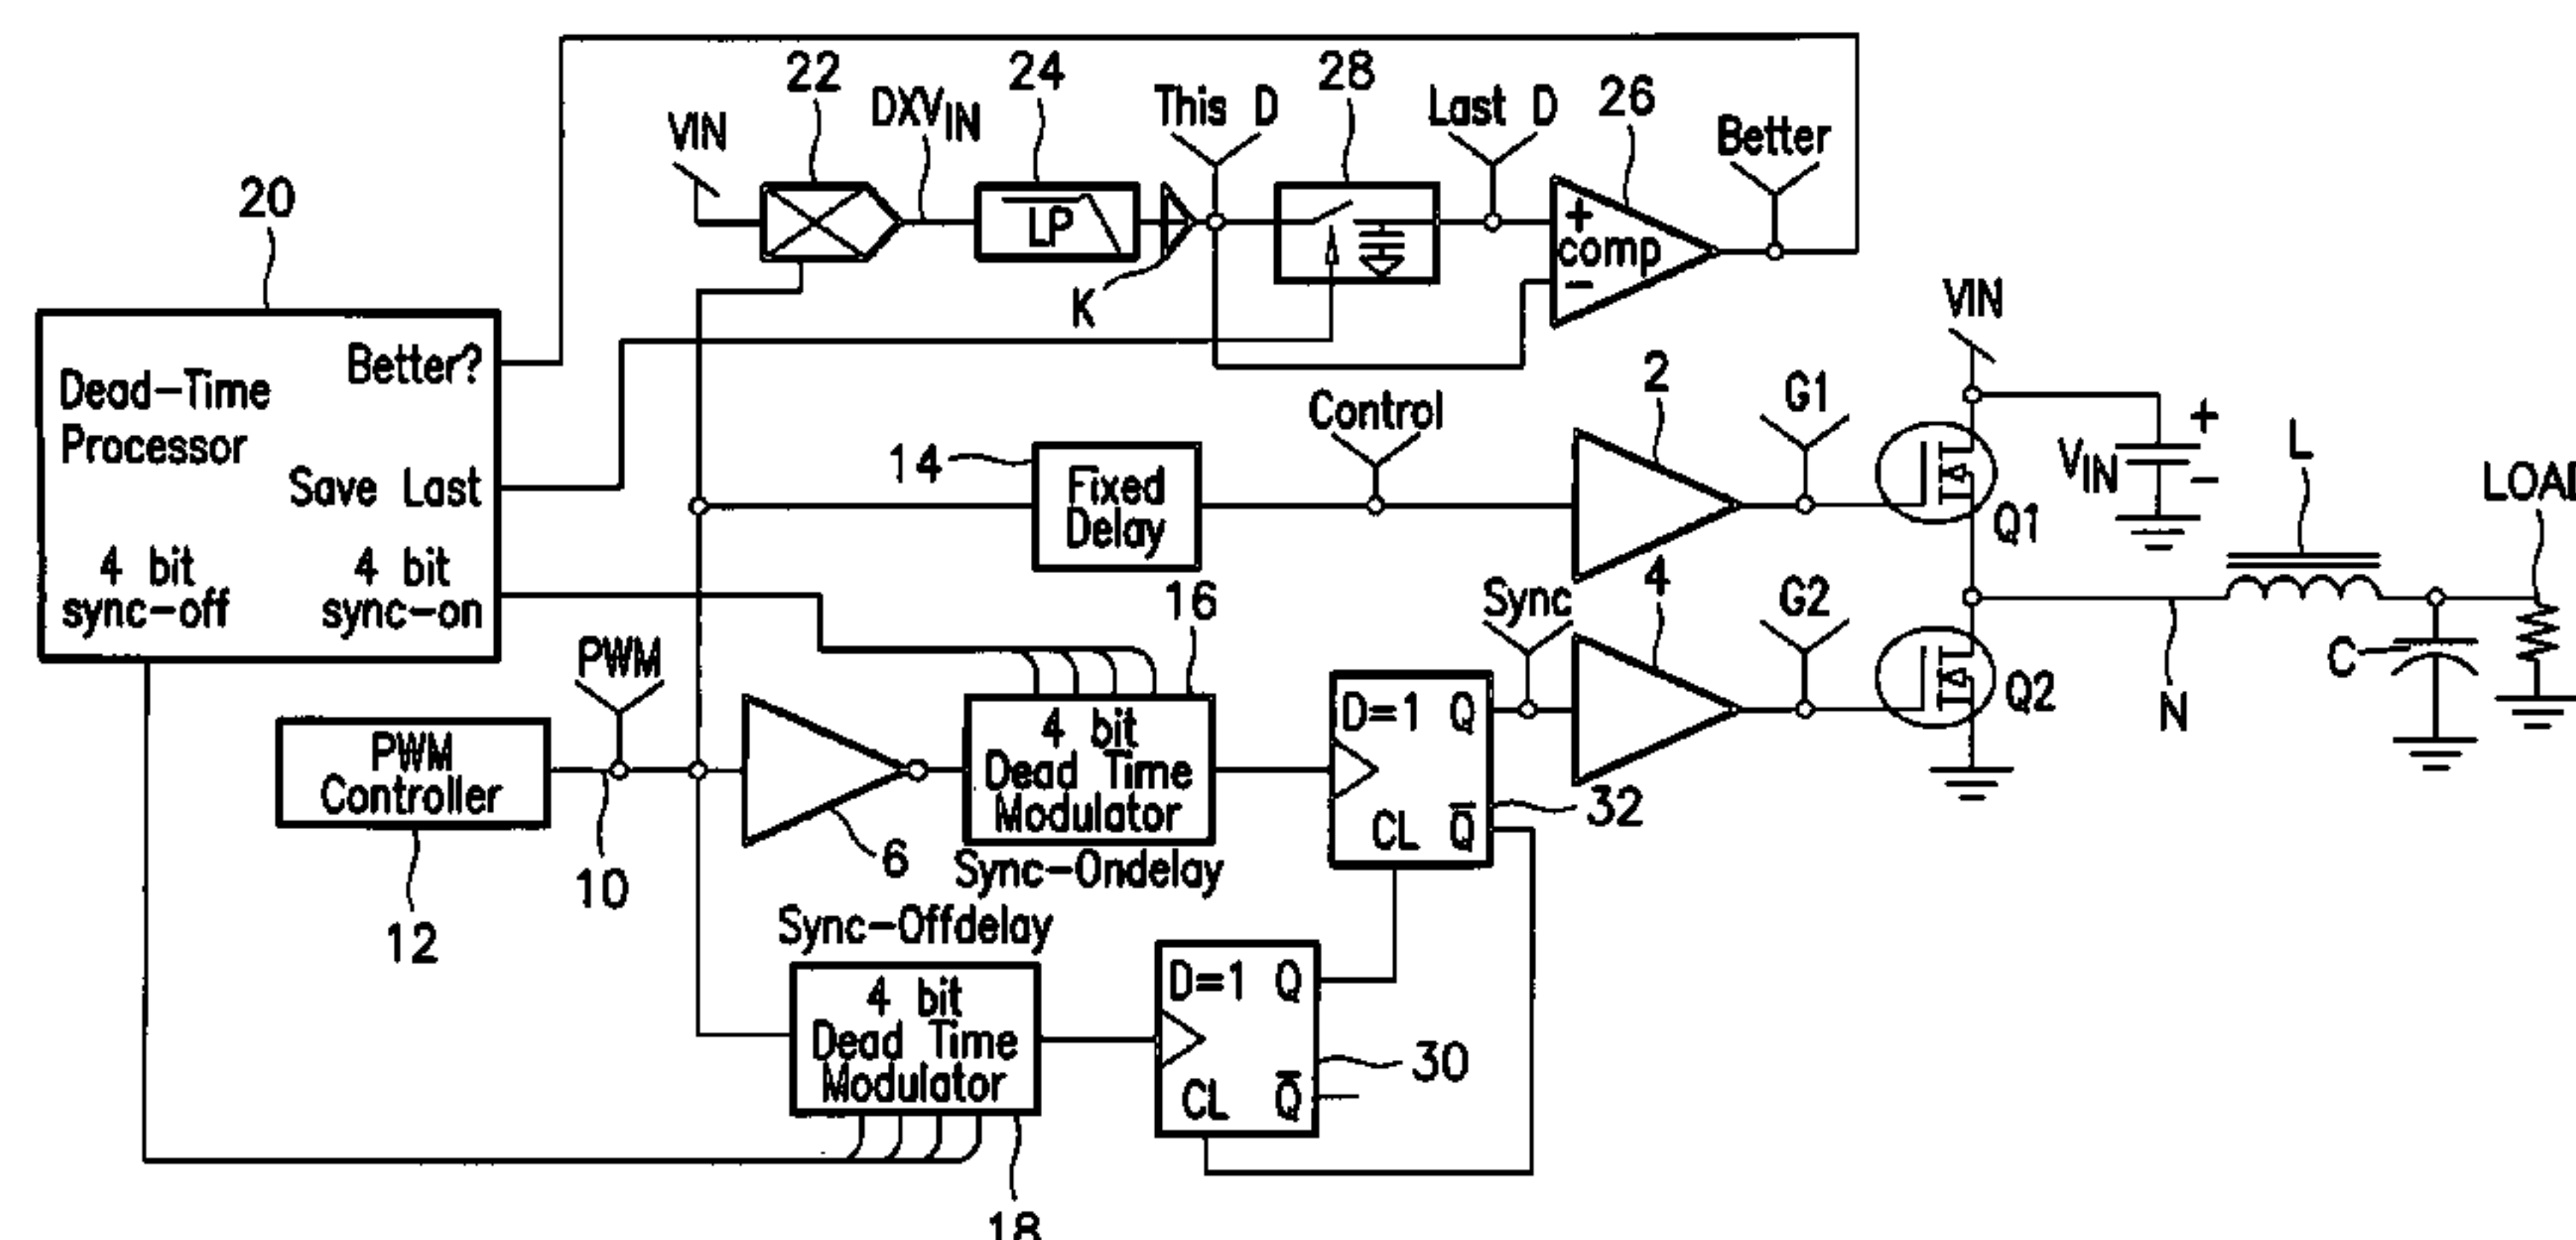 22
24
28
26
20
VIN
DXVIN
This D
Last D
Better
LP
K
+
comp
−
Dead-Time
Processor
Better?
Save Last
4 bit
sync-off
4 bit
sync-on
Control
14
Fixed
Delay
2
G1
VIN
Q1
VIN
+
−
L
LOAD
16
Sync
4
G2
Q2
N
C
PWM
PWM
Controller
10
12
6
4 bit
Dead Time
Modulator
Sync-Ondelay
D=1 Q
CL Q̅
32
Sync-Offdelay
4 bit
Dead Time
Modulator
18
D=1 Q
CL Q̅
30